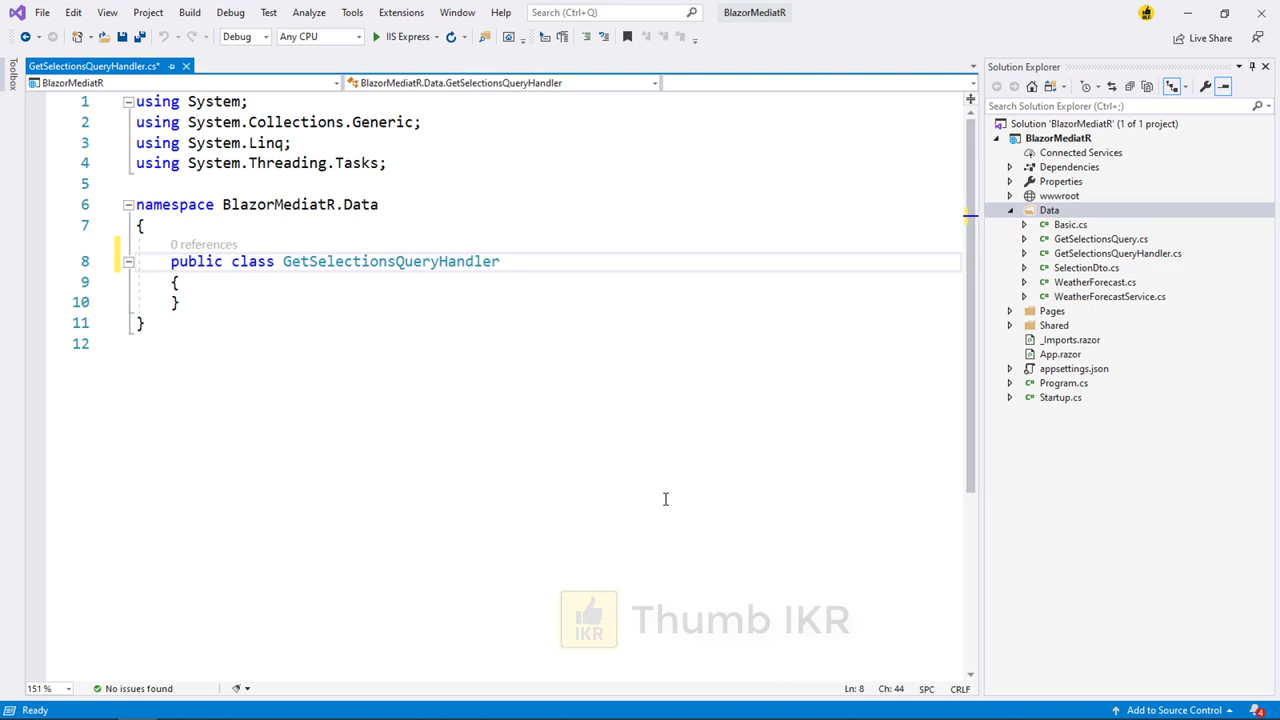 File Edit View Project Build Debug Test Analyze Tools Extensions Window Help Search (Ctrl+Q) BlazorMediatR
Debug Any CPU IIS Express Live Share
Toolbox
GetSelectionsQueryHandler.cs*
BlazorMediatR BlazorMediatR.Data.GetSelectionsQueryHandler
1 using System;
2 using System.Collections.Generic;
3 using System.Linq;
4 using System.Threading.Tasks;
5
6 namespace BlazorMediatR.Data
7 {
0 references
8 public class GetSelectionsQueryHandler
9 {
10 }
11 }
12
Solution Explorer
Search Solution Explorer (Ctrl+;)
Solution 'BlazorMediatR' (1 of 1 project)
BlazorMediatR
Connected Services
Dependencies
Properties
wwwroot
Data
Basic.cs
GetSelectionsQuery.cs
GetSelectionsQueryHandler.cs
SelectionDto.cs
WeatherForecast.cs
WeatherForecastService.cs
Pages
Shared
_Imports.razor
App.razor
appsettings.json
Program.cs
Startup.cs
IKR Thumb IKR
151 % No issues found Ln: 8 Ch: 44 SPC CRLF
Ready Add to Source Control 4